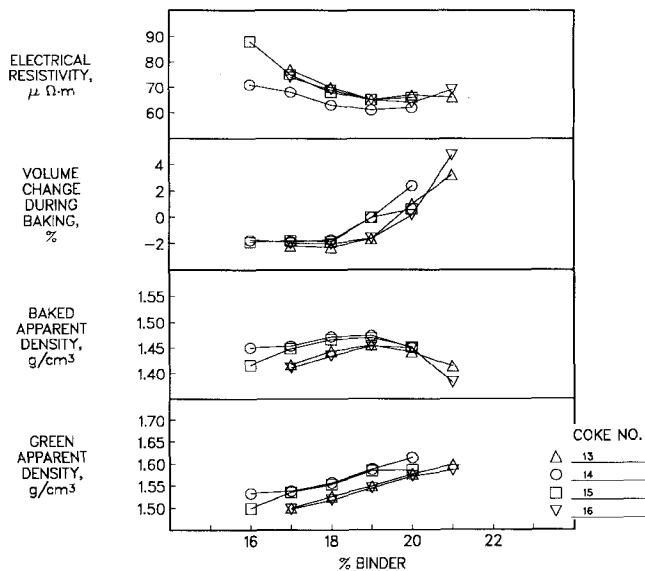 ELECTRICAL
RESISTIVITY,
μ Ω·m
90
80
70
60
VOLUME
CHANGE
DURING
BAKING,
%
4
2
0
−2
BAKED
APPARENT
DENSITY,
g/cm³
1.55
1.50
1.45
1.40
GREEN
APPARENT
DENSITY,
g/cm³
1.70
1.65
1.60
1.55
1.50
16 18 20 22
% BINDER
COKE NO.
13
14
15
16